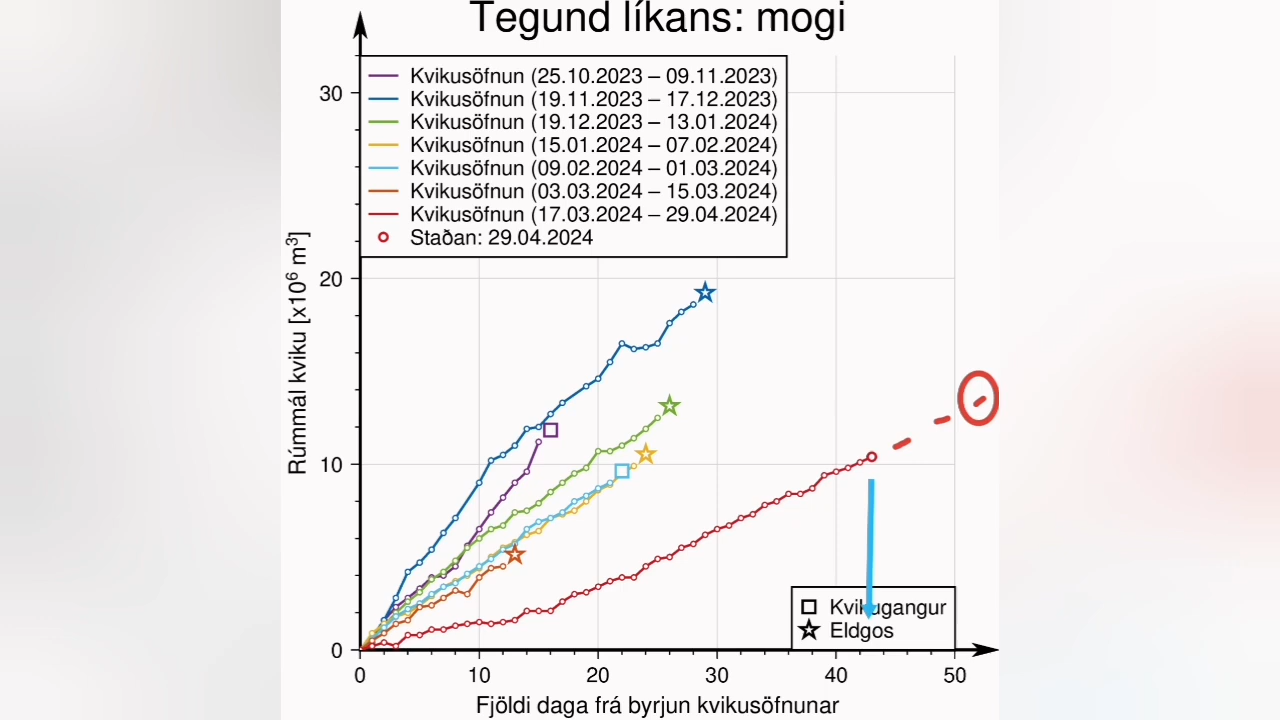 Tegund líkans: mogi
Kvikusöfnun (25.10.2023 – 09.11.2023)
Kvikusöfnun (19.11.2023 – 17.12.2023)
Kvikusöfnun (19.12.2023 – 13.01.2024)
Kvikusöfnun (15.01.2024 – 07.02.2024)
Kvikusöfnun (09.02.2024 – 01.03.2024)
Kvikusöfnun (03.03.2024 – 15.03.2024)
Kvikusöfnun (17.03.2024 – 29.04.2024)
Staðan: 29.04.2024
Rúmmál kviku [x10⁶ m³]
30
20
10
0
Kvikugangur
Eldgos
0 10 20 30 40 50
Fjöldi daga frá byrjun kvikusöfnunar